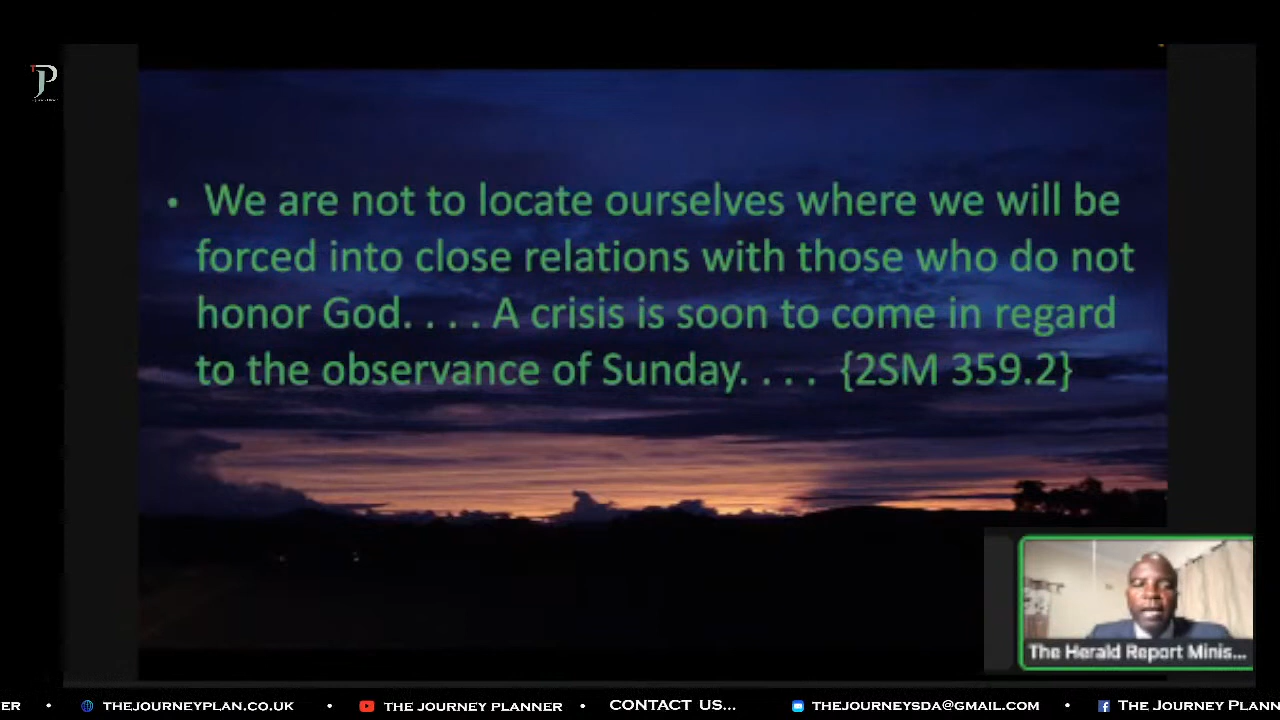 • We are not to locate ourselves where we will be
forced into close relations with those who do not
honor God. . . . A crisis is soon to come in regard
to the observance of Sunday. . . . {2SM 359.2}
The Herald Report Minis...
ER • THEJOURNEYPLAN.CO.UK • THE JOURNEY PLANNER • CONTACT US... THEJOURNEYSDA@GMAIL.COM • THE JOURNEY PLANN